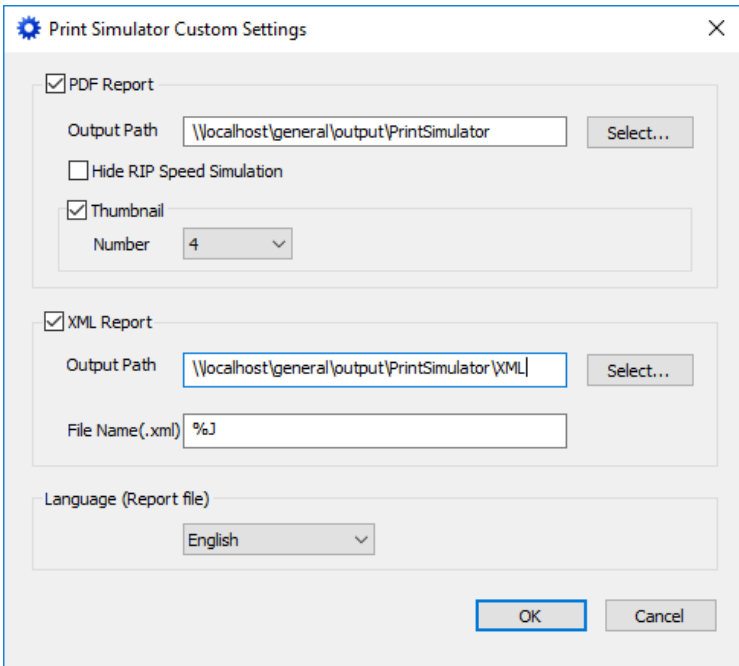 Print Simulator Custom Settings
PDF Report
Output Path \\localhost\general\output\PrintSimulator Select...
Hide RIP Speed Simulation
Thumbnail
Number 4
XML Report
Output Path \\localhost\general\output\PrintSimulator\XML Select...
File Name(.xml) %J
Language (Report file)
English
OK Cancel